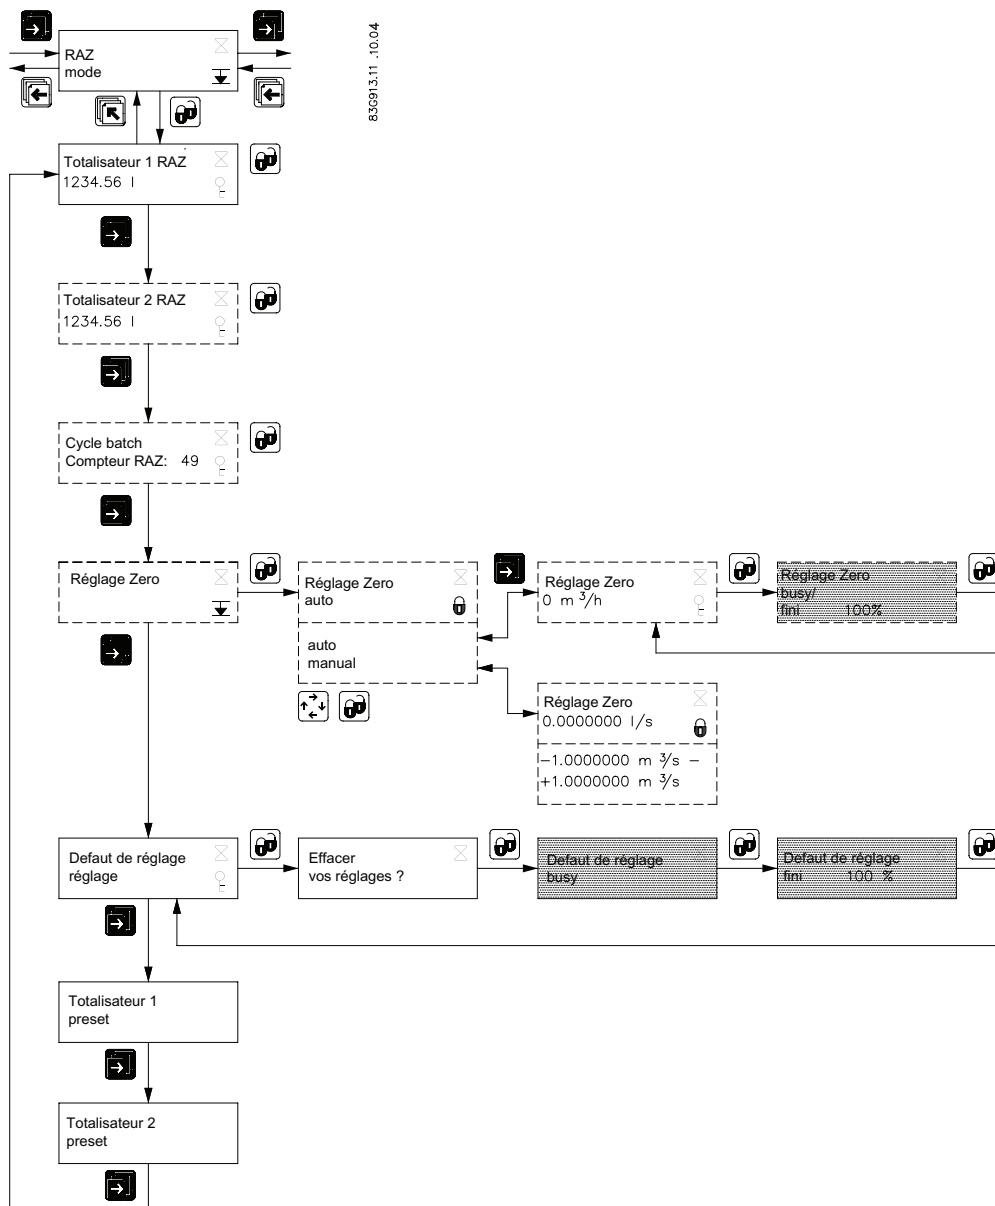 RAZ
mode
83G913.11 .10.04
Totalisateur 1 RAZ
1234.56 l
Totalisateur 2 RAZ
1234.56 l
Cycle batch
Compteur RAZ: 49
Réglage Zero
Réglage Zero
auto
auto
manual
Réglage Zero
0 m ³/h
Réglage Zero
busy/
fini 100%
Réglage Zero
0.0000000 l/s
−1.0000000 m ³/s −
+1.0000000 m ³/s
Defaut de réglage
réglage
Effacer
vos réglages ?
Defaut de réglage
busy
Defaut de réglage
fini 100 %
Totalisateur 1
preset
Totalisateur 2
preset